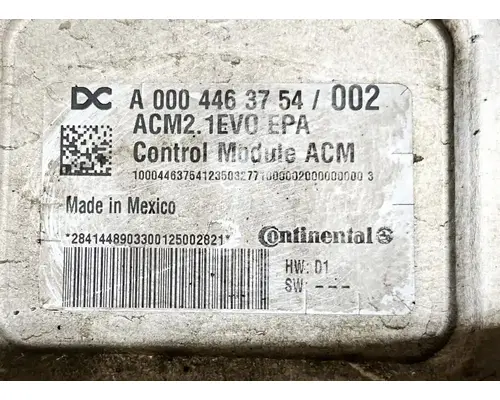 DC A 000 446 37 54 / 002
ACM2.1EVO EPA
Control Module ACM
Made in Mexico
*2841448903300125002821*
Continental
HW: 01
SW: ---